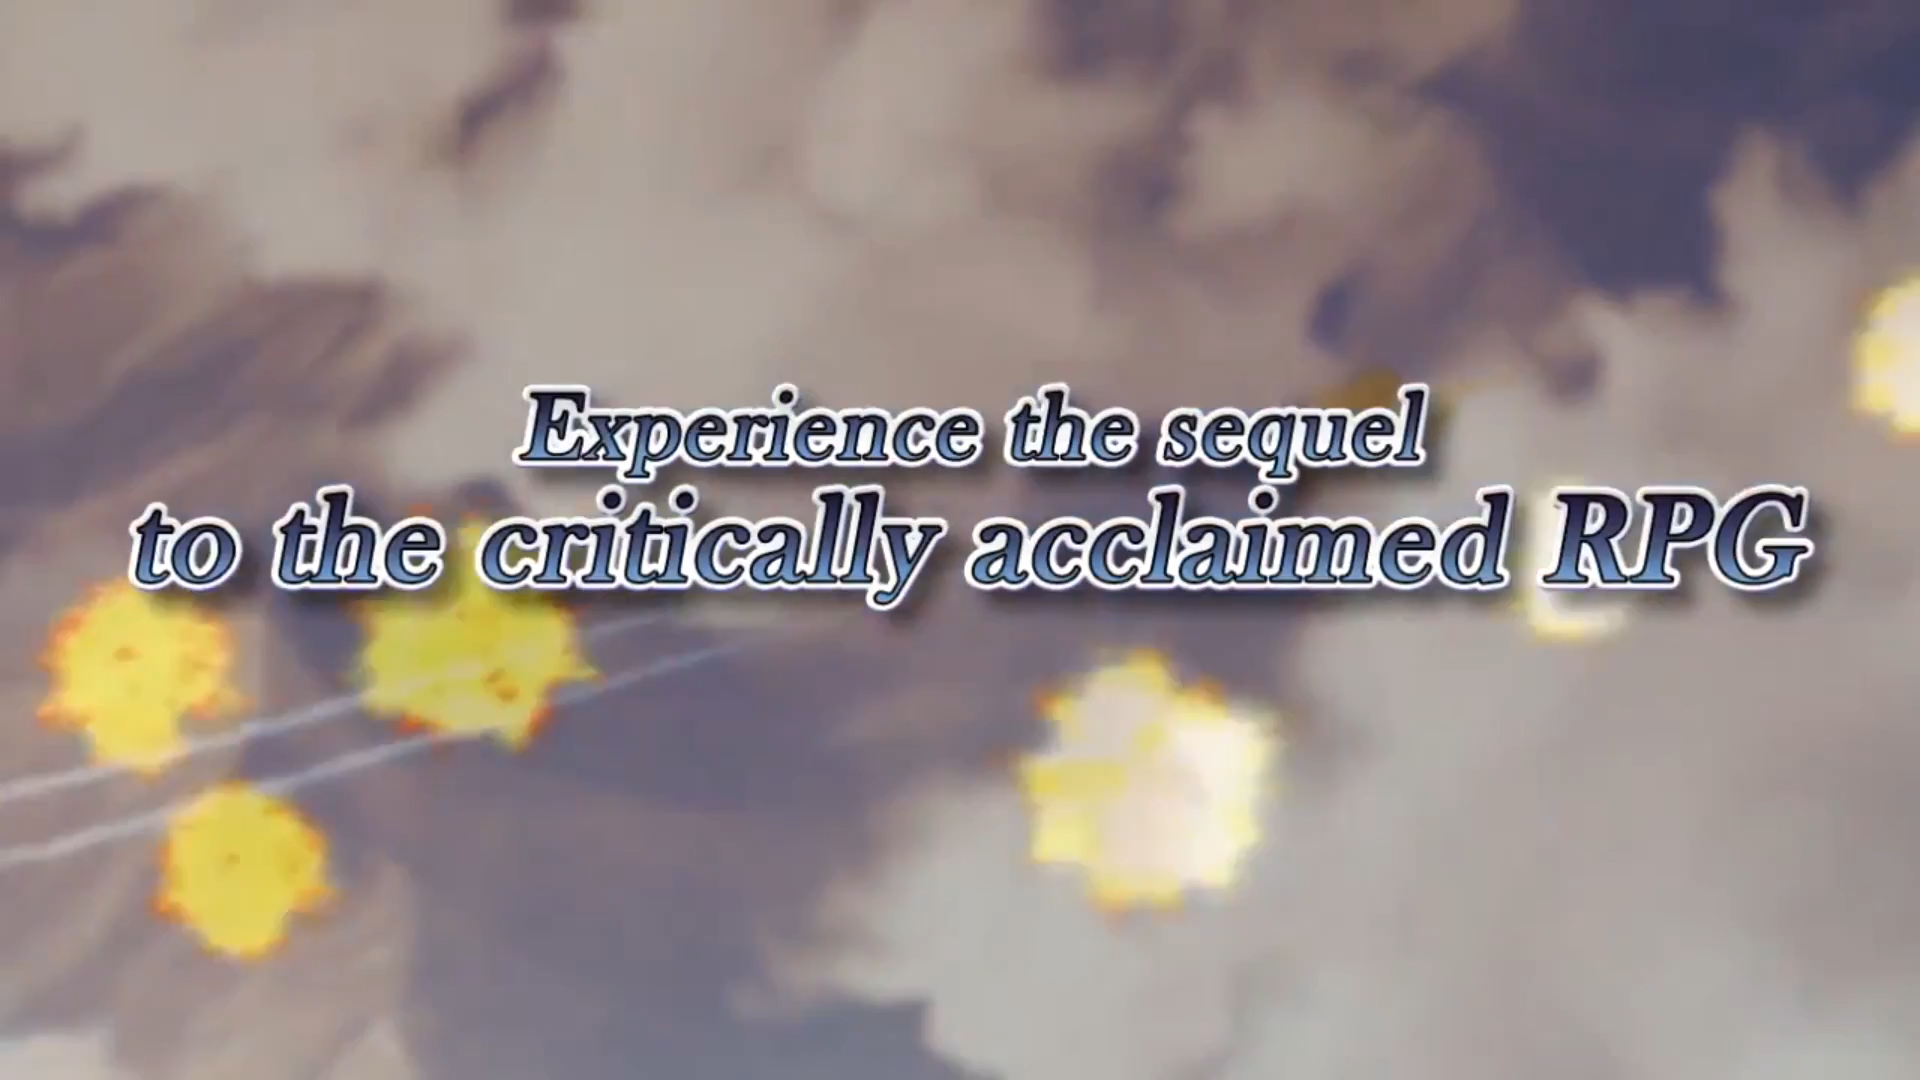 Experience the sequel
to the critically acclaimed RPG